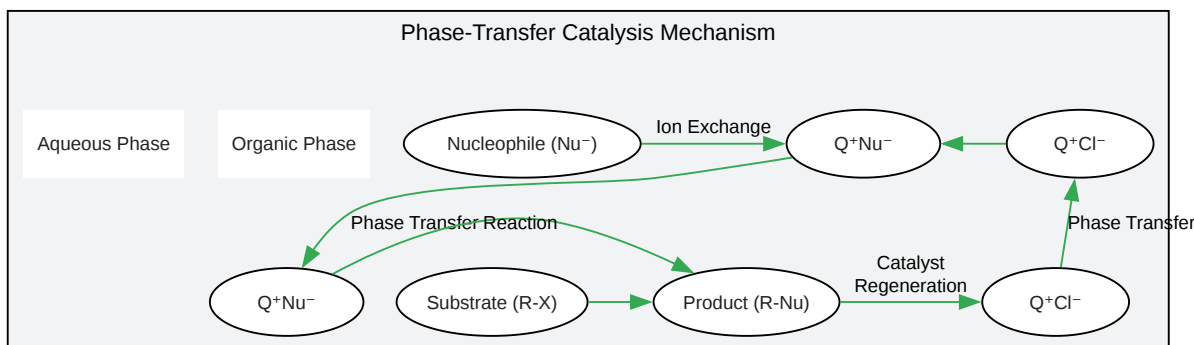 Phase-Transfer Catalysis Mechanism
Aqueous Phase
Organic Phase
Nucleophile (Nu⁻)
Ion Exchange
Q⁺Nu⁻
Q⁺Cl⁻
Phase Transfer
Reaction
Phase Transfer
Q⁺Nu⁻
Substrate (R-X)
Product (R-Nu)
Catalyst
Regeneration
Q⁺Cl⁻